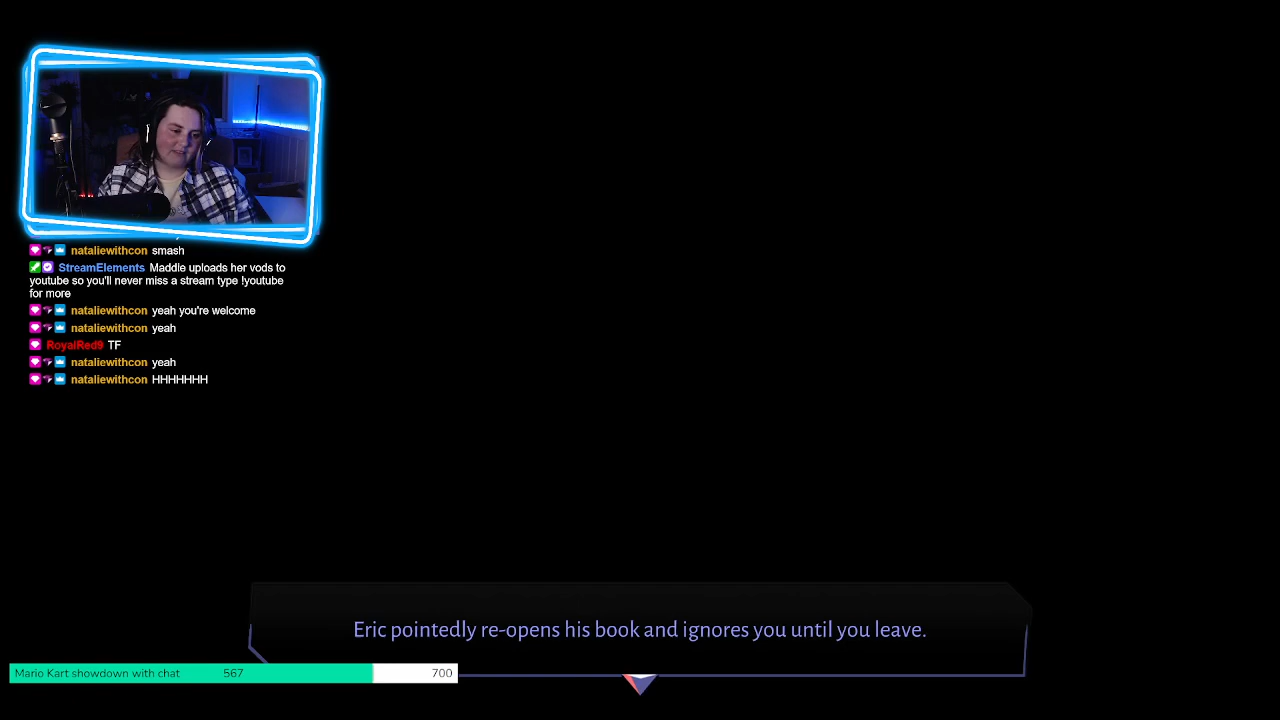 nataliewithcon smash
StreamElements Maddie uploads her vods to
youtube so you'll never miss a stream type !youtube
for more
nataliewithcon yeah you're welcome
nataliewithcon yeah
RoyalRed9 TF
nataliewithcon yeah
nataliewithcon HHHHHHH
Eric pointedly re-opens his book and ignores you until you leave.
Mario Kart showdown with chat 567 700